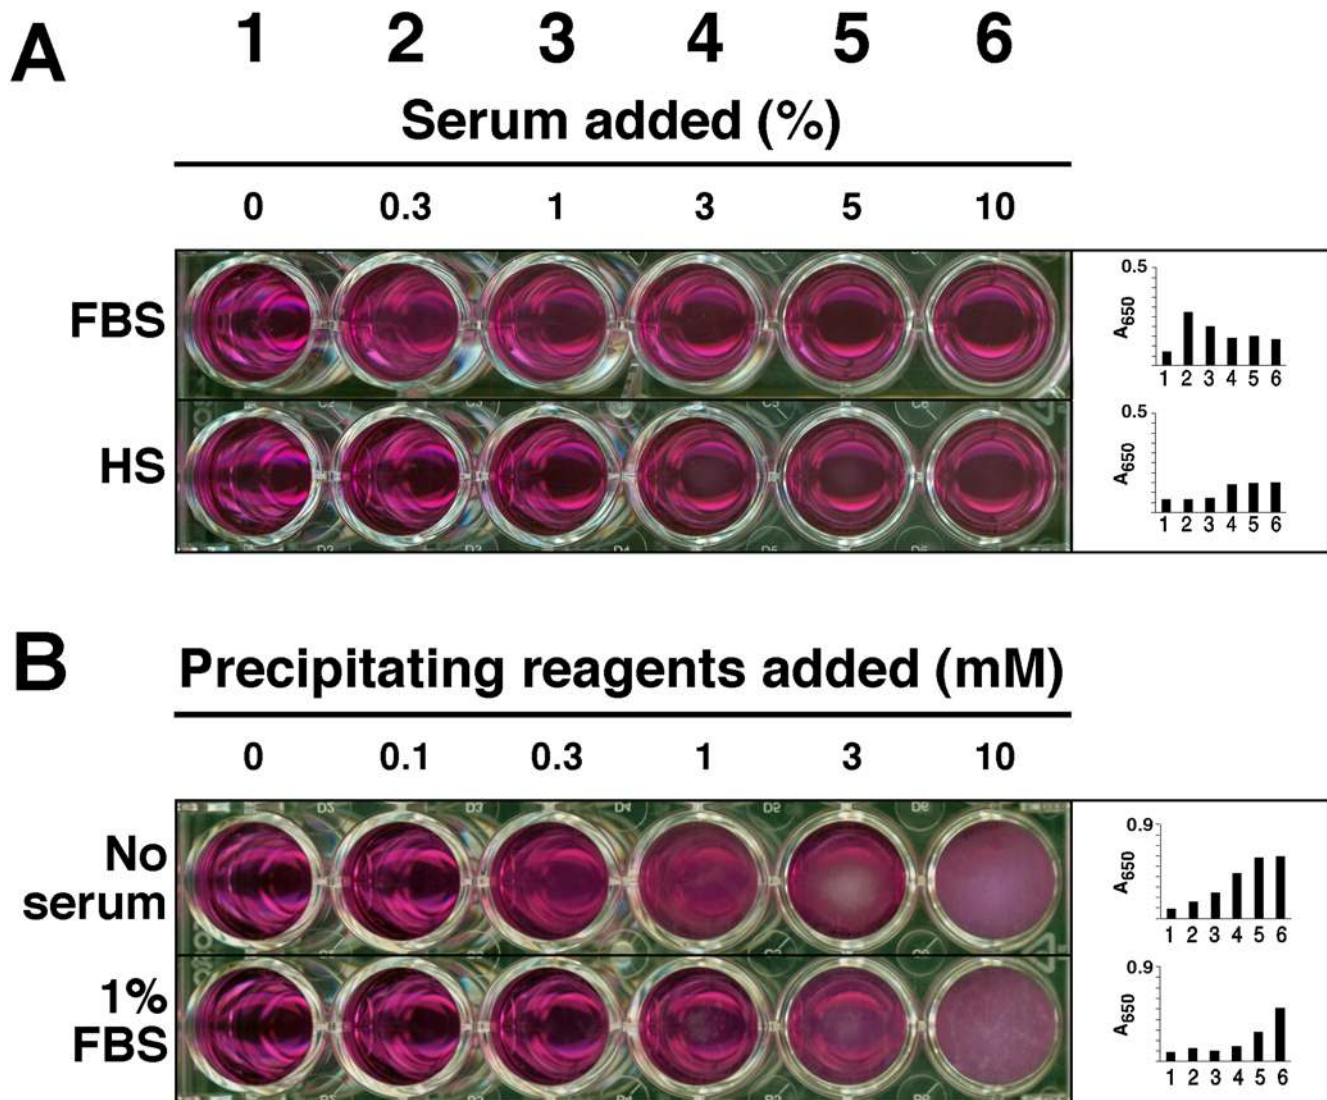 A
1 2 3 4 5 6
Serum added (%)
0 0.3 1 3 5 10
FBS
0.5
A650
1 2 3 4 5 6
HS
0.5
A650
1 2 3 4 5 6
B
Precipitating reagents added (mM)
0 0.1 0.3 1 3 10
No
serum
0.9
A650
1 2 3 4 5 6
1%
FBS
0.9
A650
1 2 3 4 5 6